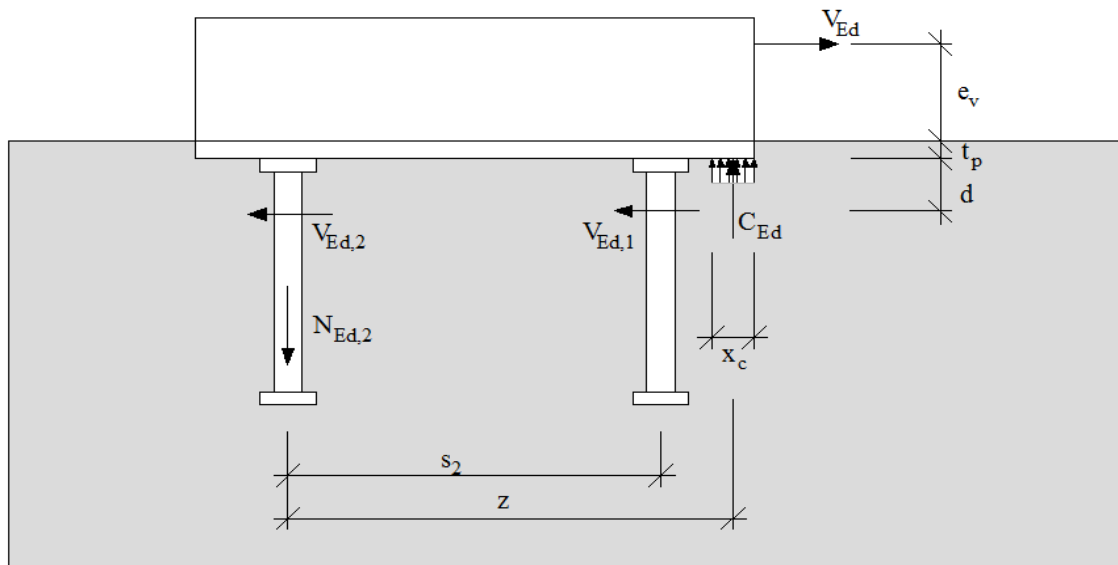 V_Ed
e_v
t_p
d
V_Ed,2
V_Ed,1
C_Ed
N_Ed,2
x_c
s_2
z